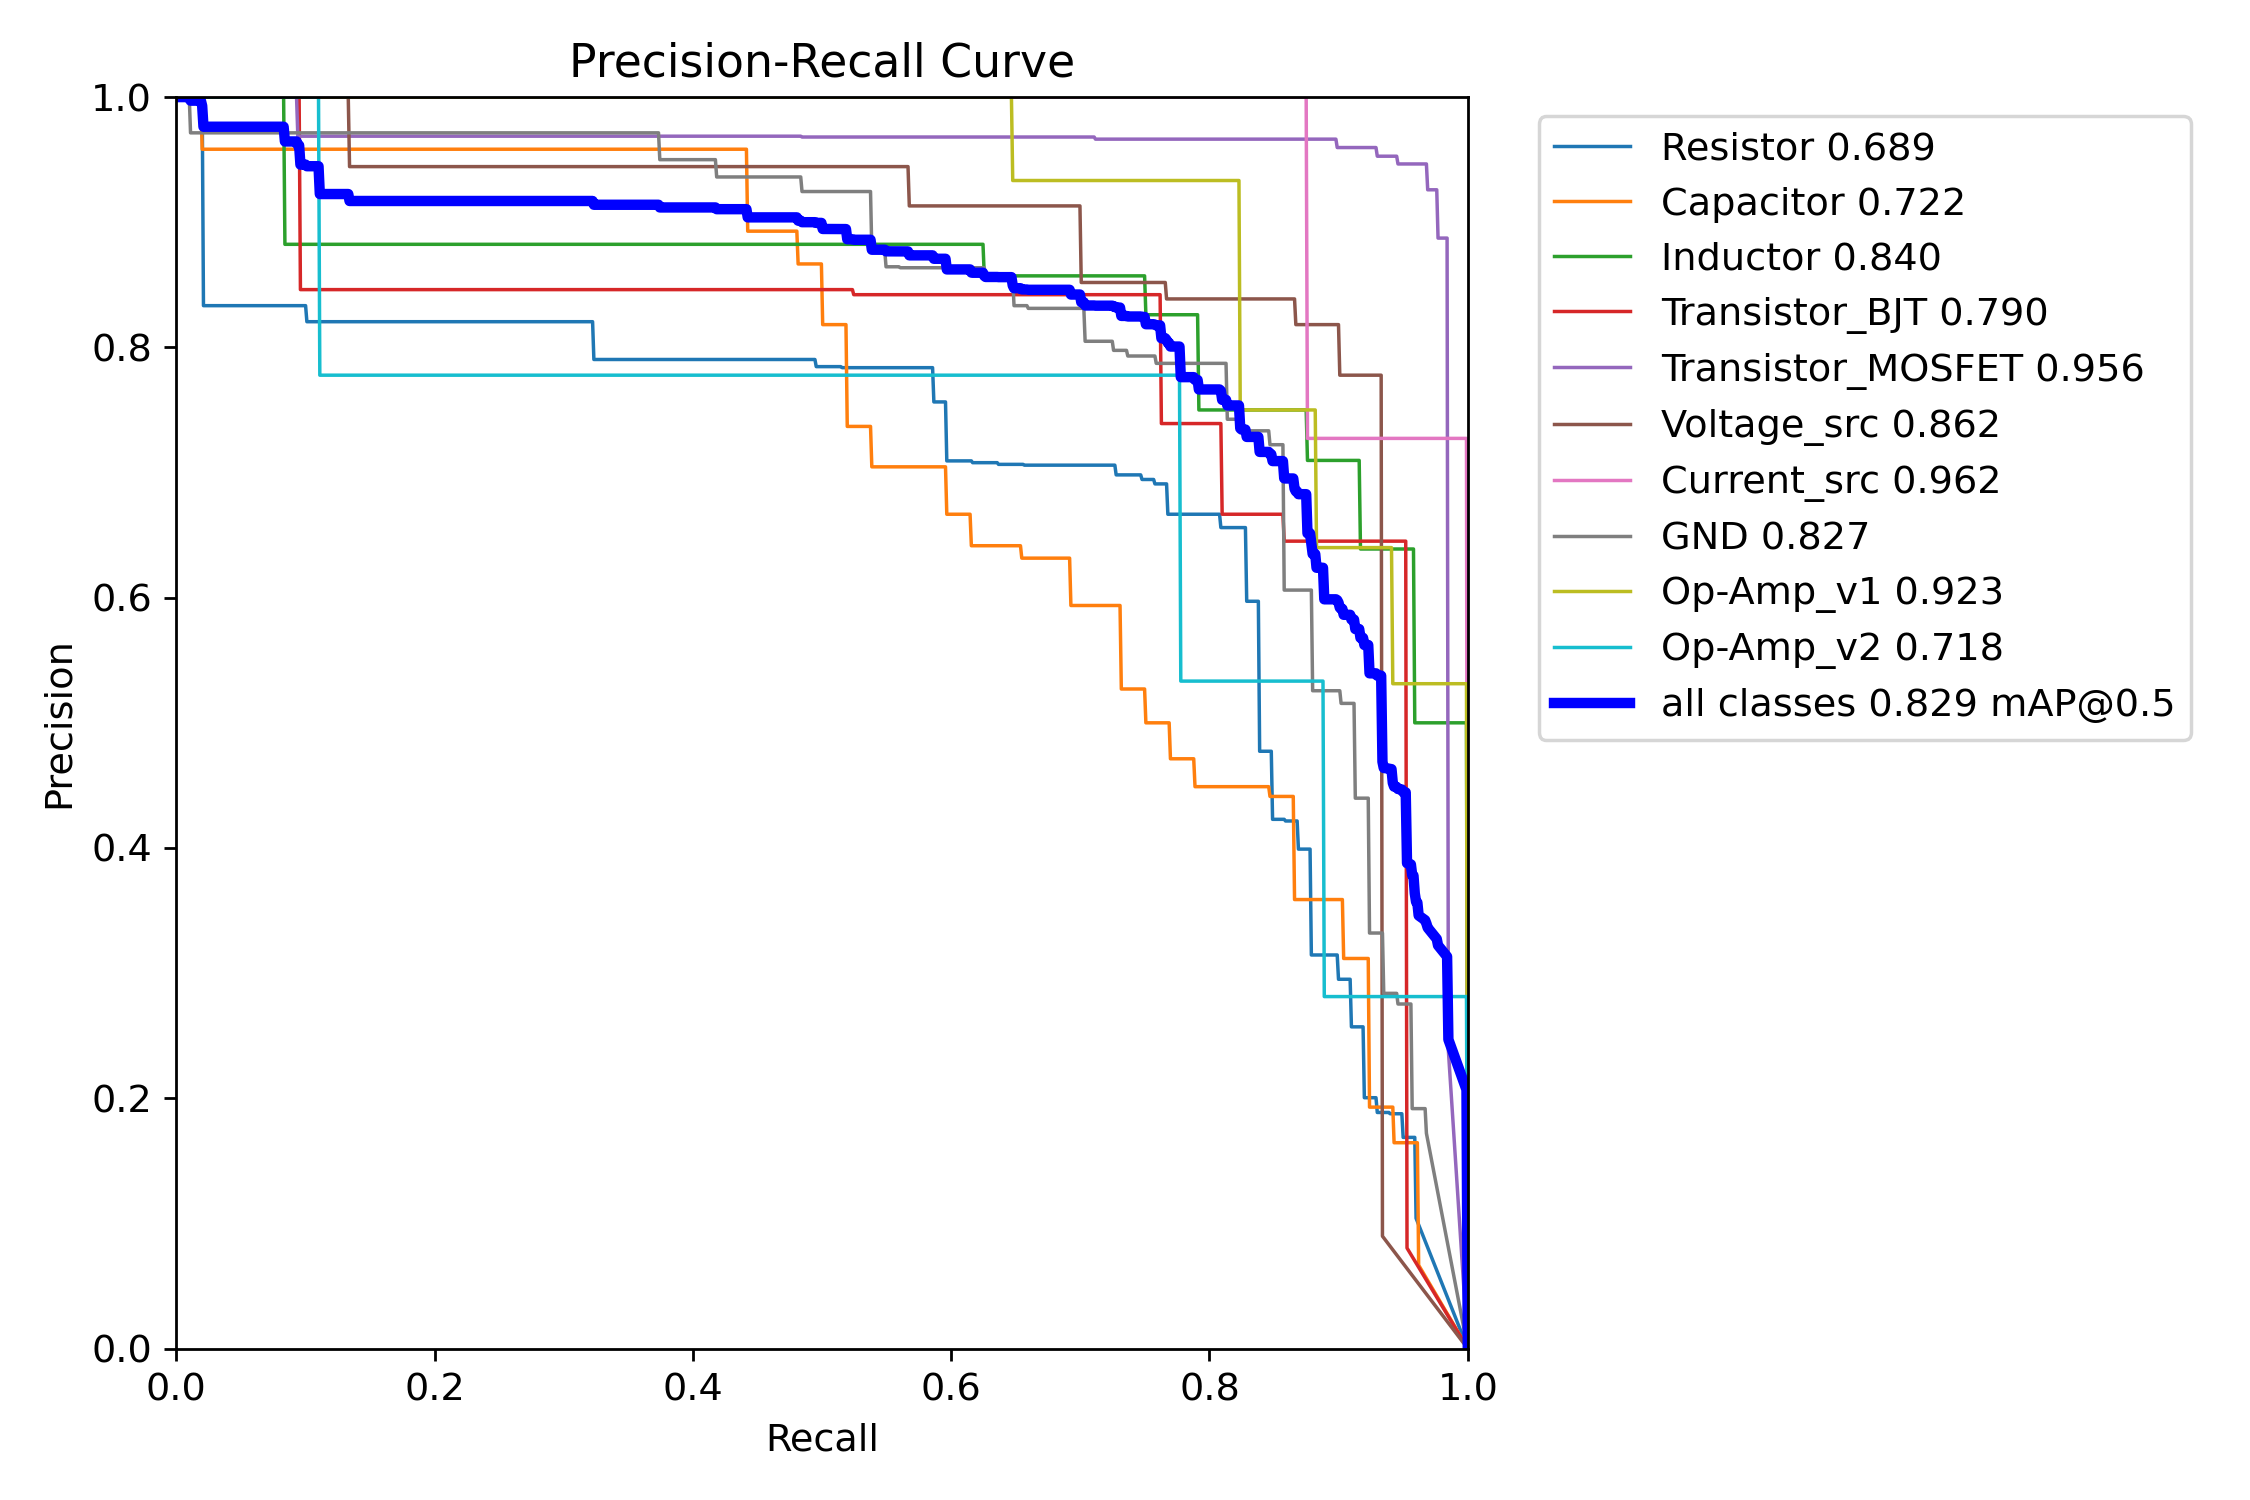 Precision-Recall Curve
1.0
0.8
0.6
0.4
0.2
0.0
Precision
0.0 0.2 0.4 0.6 0.8 1.0
Recall
Resistor 0.689
Capacitor 0.722
Inductor 0.840
Transistor_BJT 0.790
Transistor_MOSFET 0.956
Voltage_src 0.862
Current_src 0.962
GND 0.827
Op-Amp_v1 0.923
Op-Amp_v2 0.718
all classes 0.829 mAP@0.5